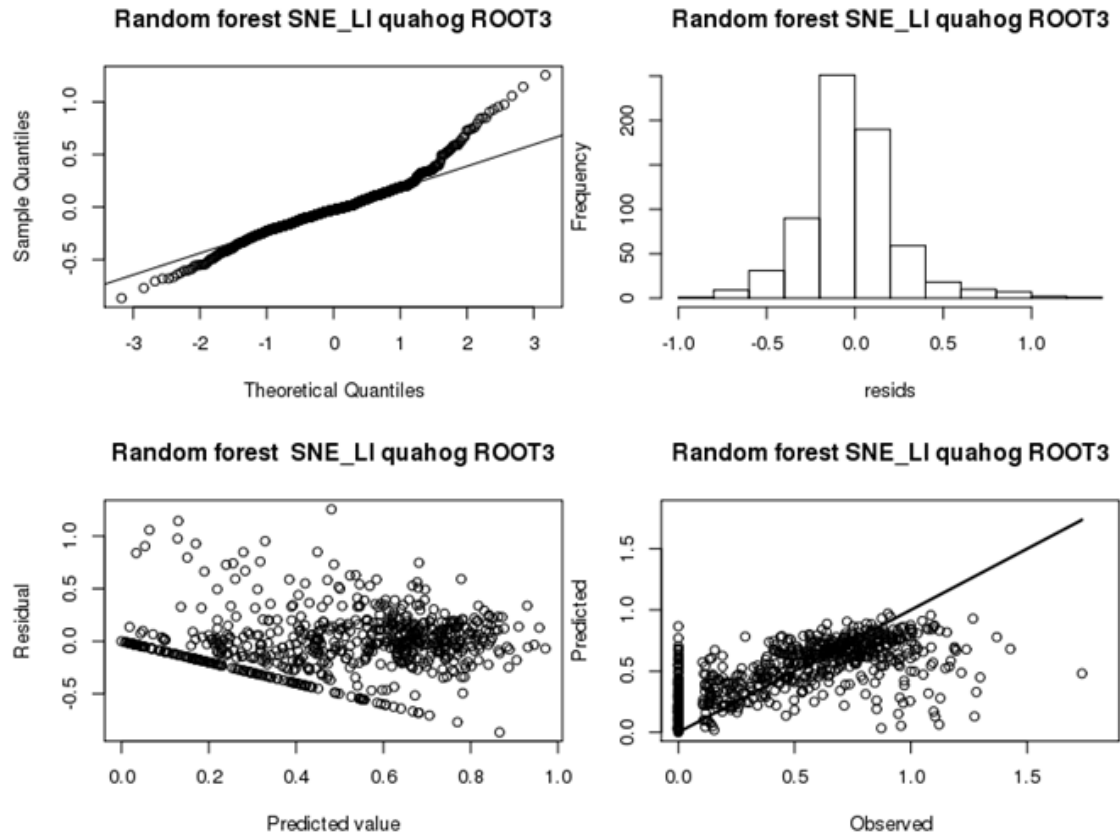 Random forest SNE_LI quahog ROOT3
Sample Quantiles
1.0
0.5
0.0
-0.5
-3 -2 -1 0 1 2 3
Theoretical Quantiles
Random forest SNE_LI quahog ROOT3
Frequency
200
100
50
0
-1.0 -0.5 0.0 0.5 1.0
resids
Random forest SNE_LI quahog ROOT3
Residual
1.0
0.5
0.0
-0.5
0.0 0.2 0.4 0.6 0.8 1.0
Predicted value
Random forest SNE_LI quahog ROOT3
Predicted
1.5
1.0
0.5
0.0
0.0 0.5 1.0 1.5
Observed